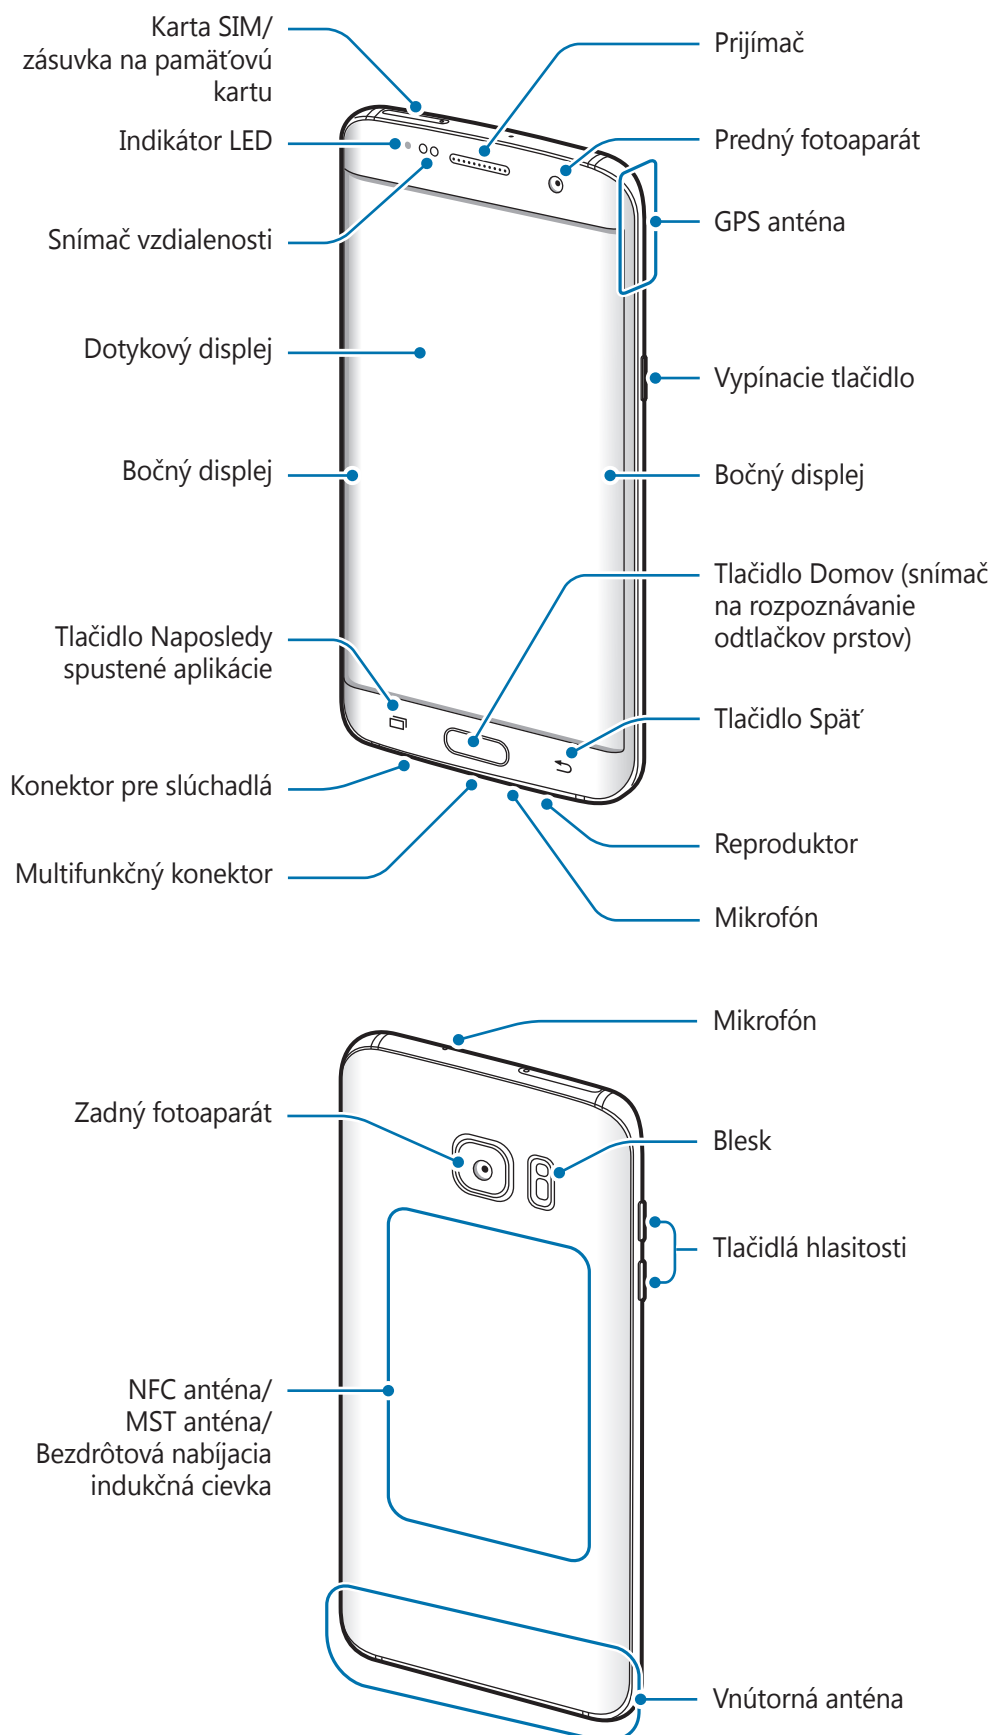 Karta SIM/
zásuvka na pamäťovú
kartu
Prijímač
Indikátor LED
Predný fotoaparát
Snímač vzdialenosti
GPS anténa
Dotykový displej
Vypínacie tlačidlo
Bočný displej
Bočný displej
Tlačidlo Domov (snímač
na rozpoznávanie
odtlačkov prstov)
Tlačidlo Naposledy
spustené aplikácie
Tlačidlo Späť
Konektor pre slúchadlá
Reproduktor
Multifunkčný konektor
Mikrofón
Mikrofón
Zadný fotoaparát
Blesk
Tlačidlá hlasitosti
NFC anténa/
MST anténa/
Bezdrôtová nabíjacia
indukčná cievka
Vnútorná anténa